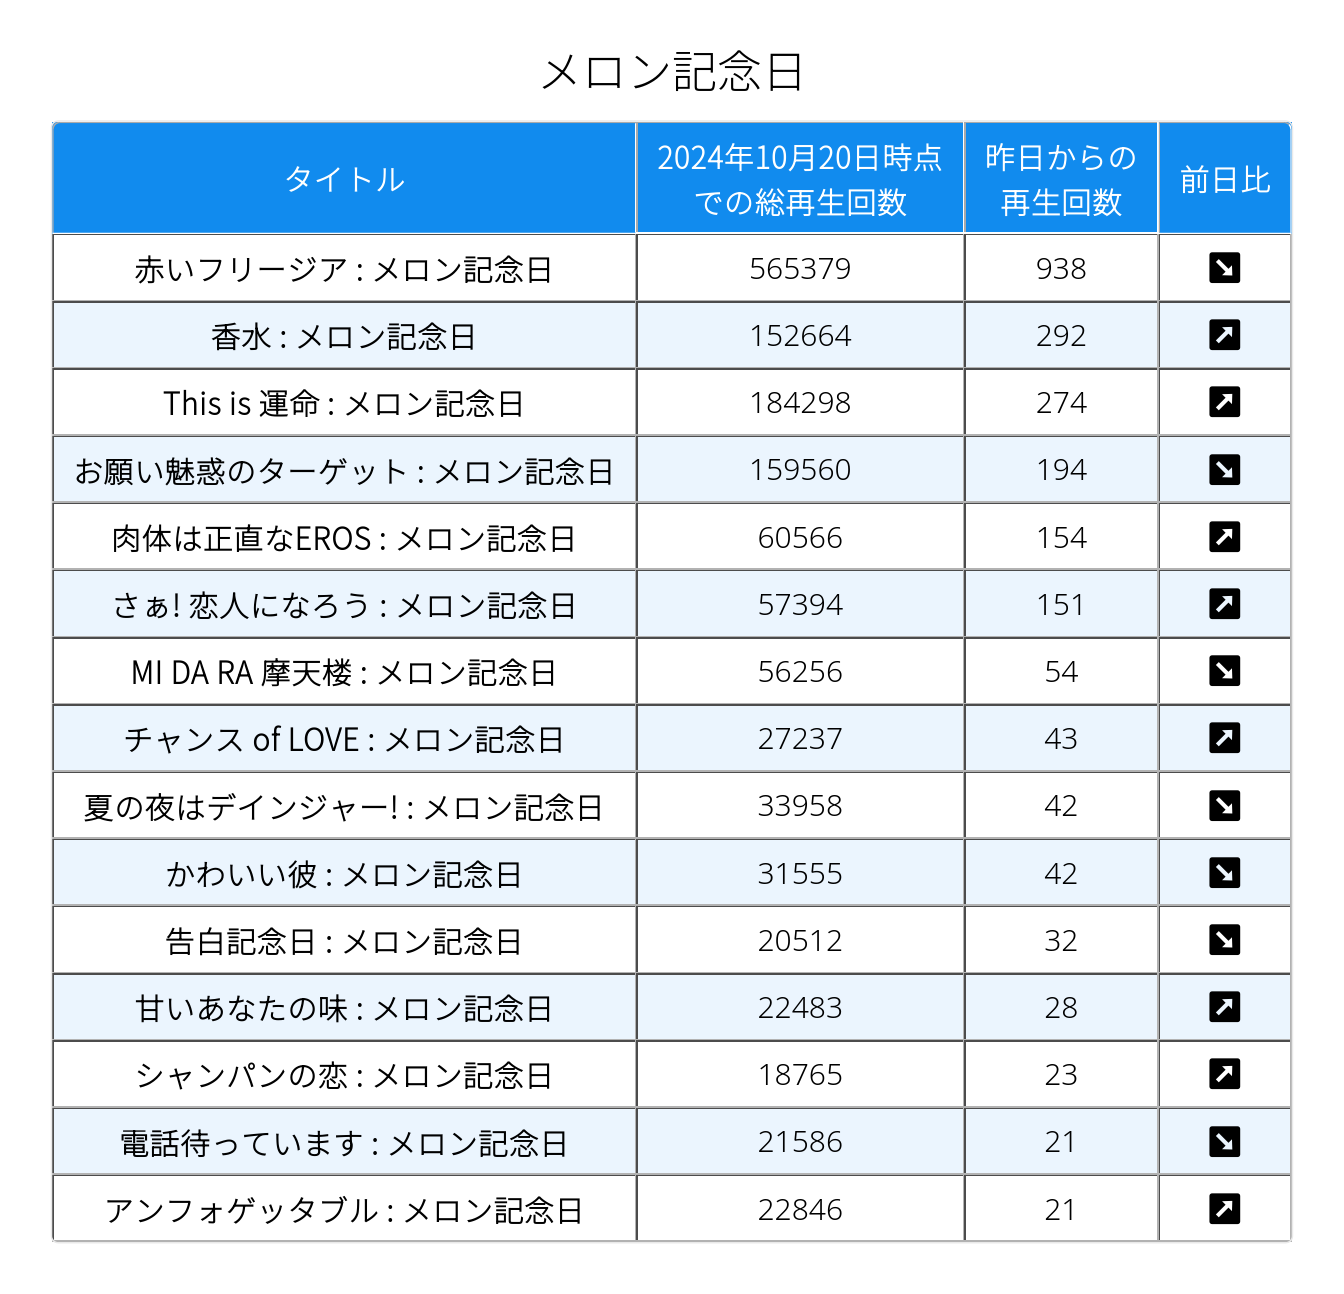 メロン記念日
タイトル
2024年10月20日時点
での総再生回数
昨日からの
再生回数
前日比
赤いフリージア : メロン記念日 565379 938
香水 : メロン記念日 152664 292
This is 運命 : メロン記念日 184298 274
お願い魅惑のターゲット : メロン記念日 159560 194
肉体は正直なEROS : メロン記念日 60566 154
さぁ! 恋人になろう : メロン記念日 57394 151
MI DA RA 摩天楼 : メロン記念日 56256 54
チャンス of LOVE : メロン記念日 27237 43
夏の夜はデインジャー! : メロン記念日 33958 42
かわいい彼 : メロン記念日 31555 42
告白記念日 : メロン記念日 20512 32
甘いあなたの味 : メロン記念日 22483 28
シャンパンの恋 : メロン記念日 18765 23
電話待っています : メロン記念日 21586 21
アンフォゲッタブル : メロン記念日 22846 21